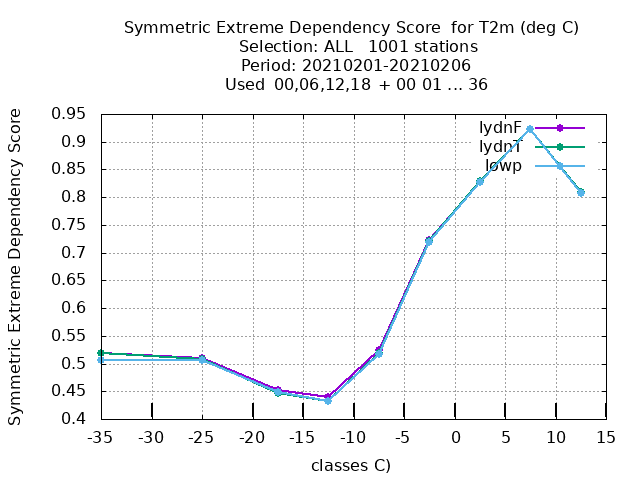 Symmetric Extreme Dependency Score for T2m (deg C)
Selection: ALL 1001 stations
Period: 20210201-20210206
Used 00,06,12,18 + 00 01 ... 36
Symmetric Extreme Dependency Score
0.95
0.9
0.85
0.8
0.75
0.7
0.65
0.6
0.55
0.5
0.45
0.4
lydnF
lydnT
lowp
-35 -30 -25 -20 -15 -10 -5 0 5 10 15
classes C)